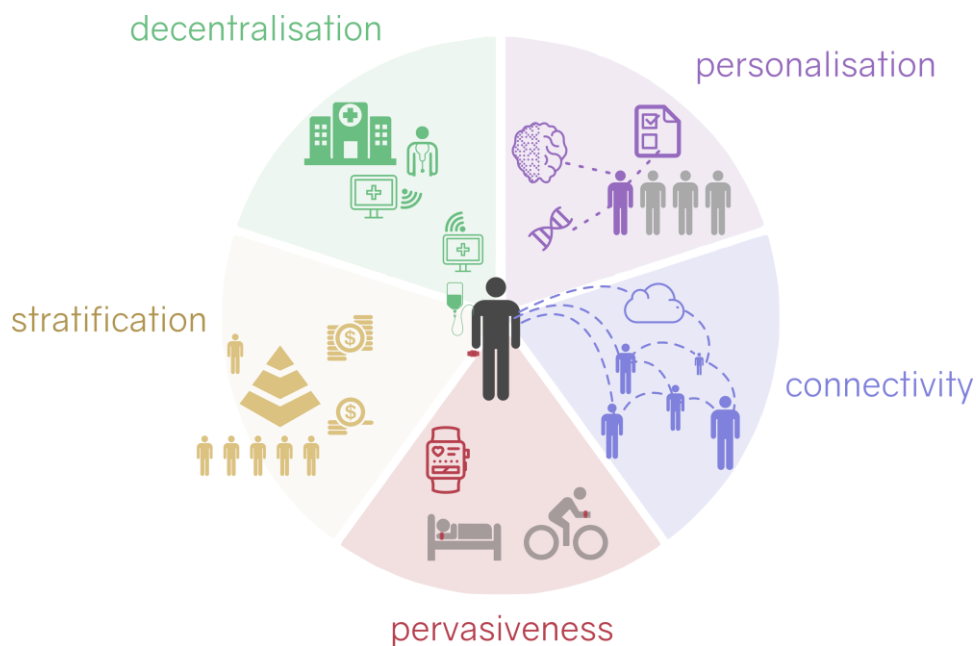 decentralisation
personalisation
stratification
$
$
connectivity
pervasiveness